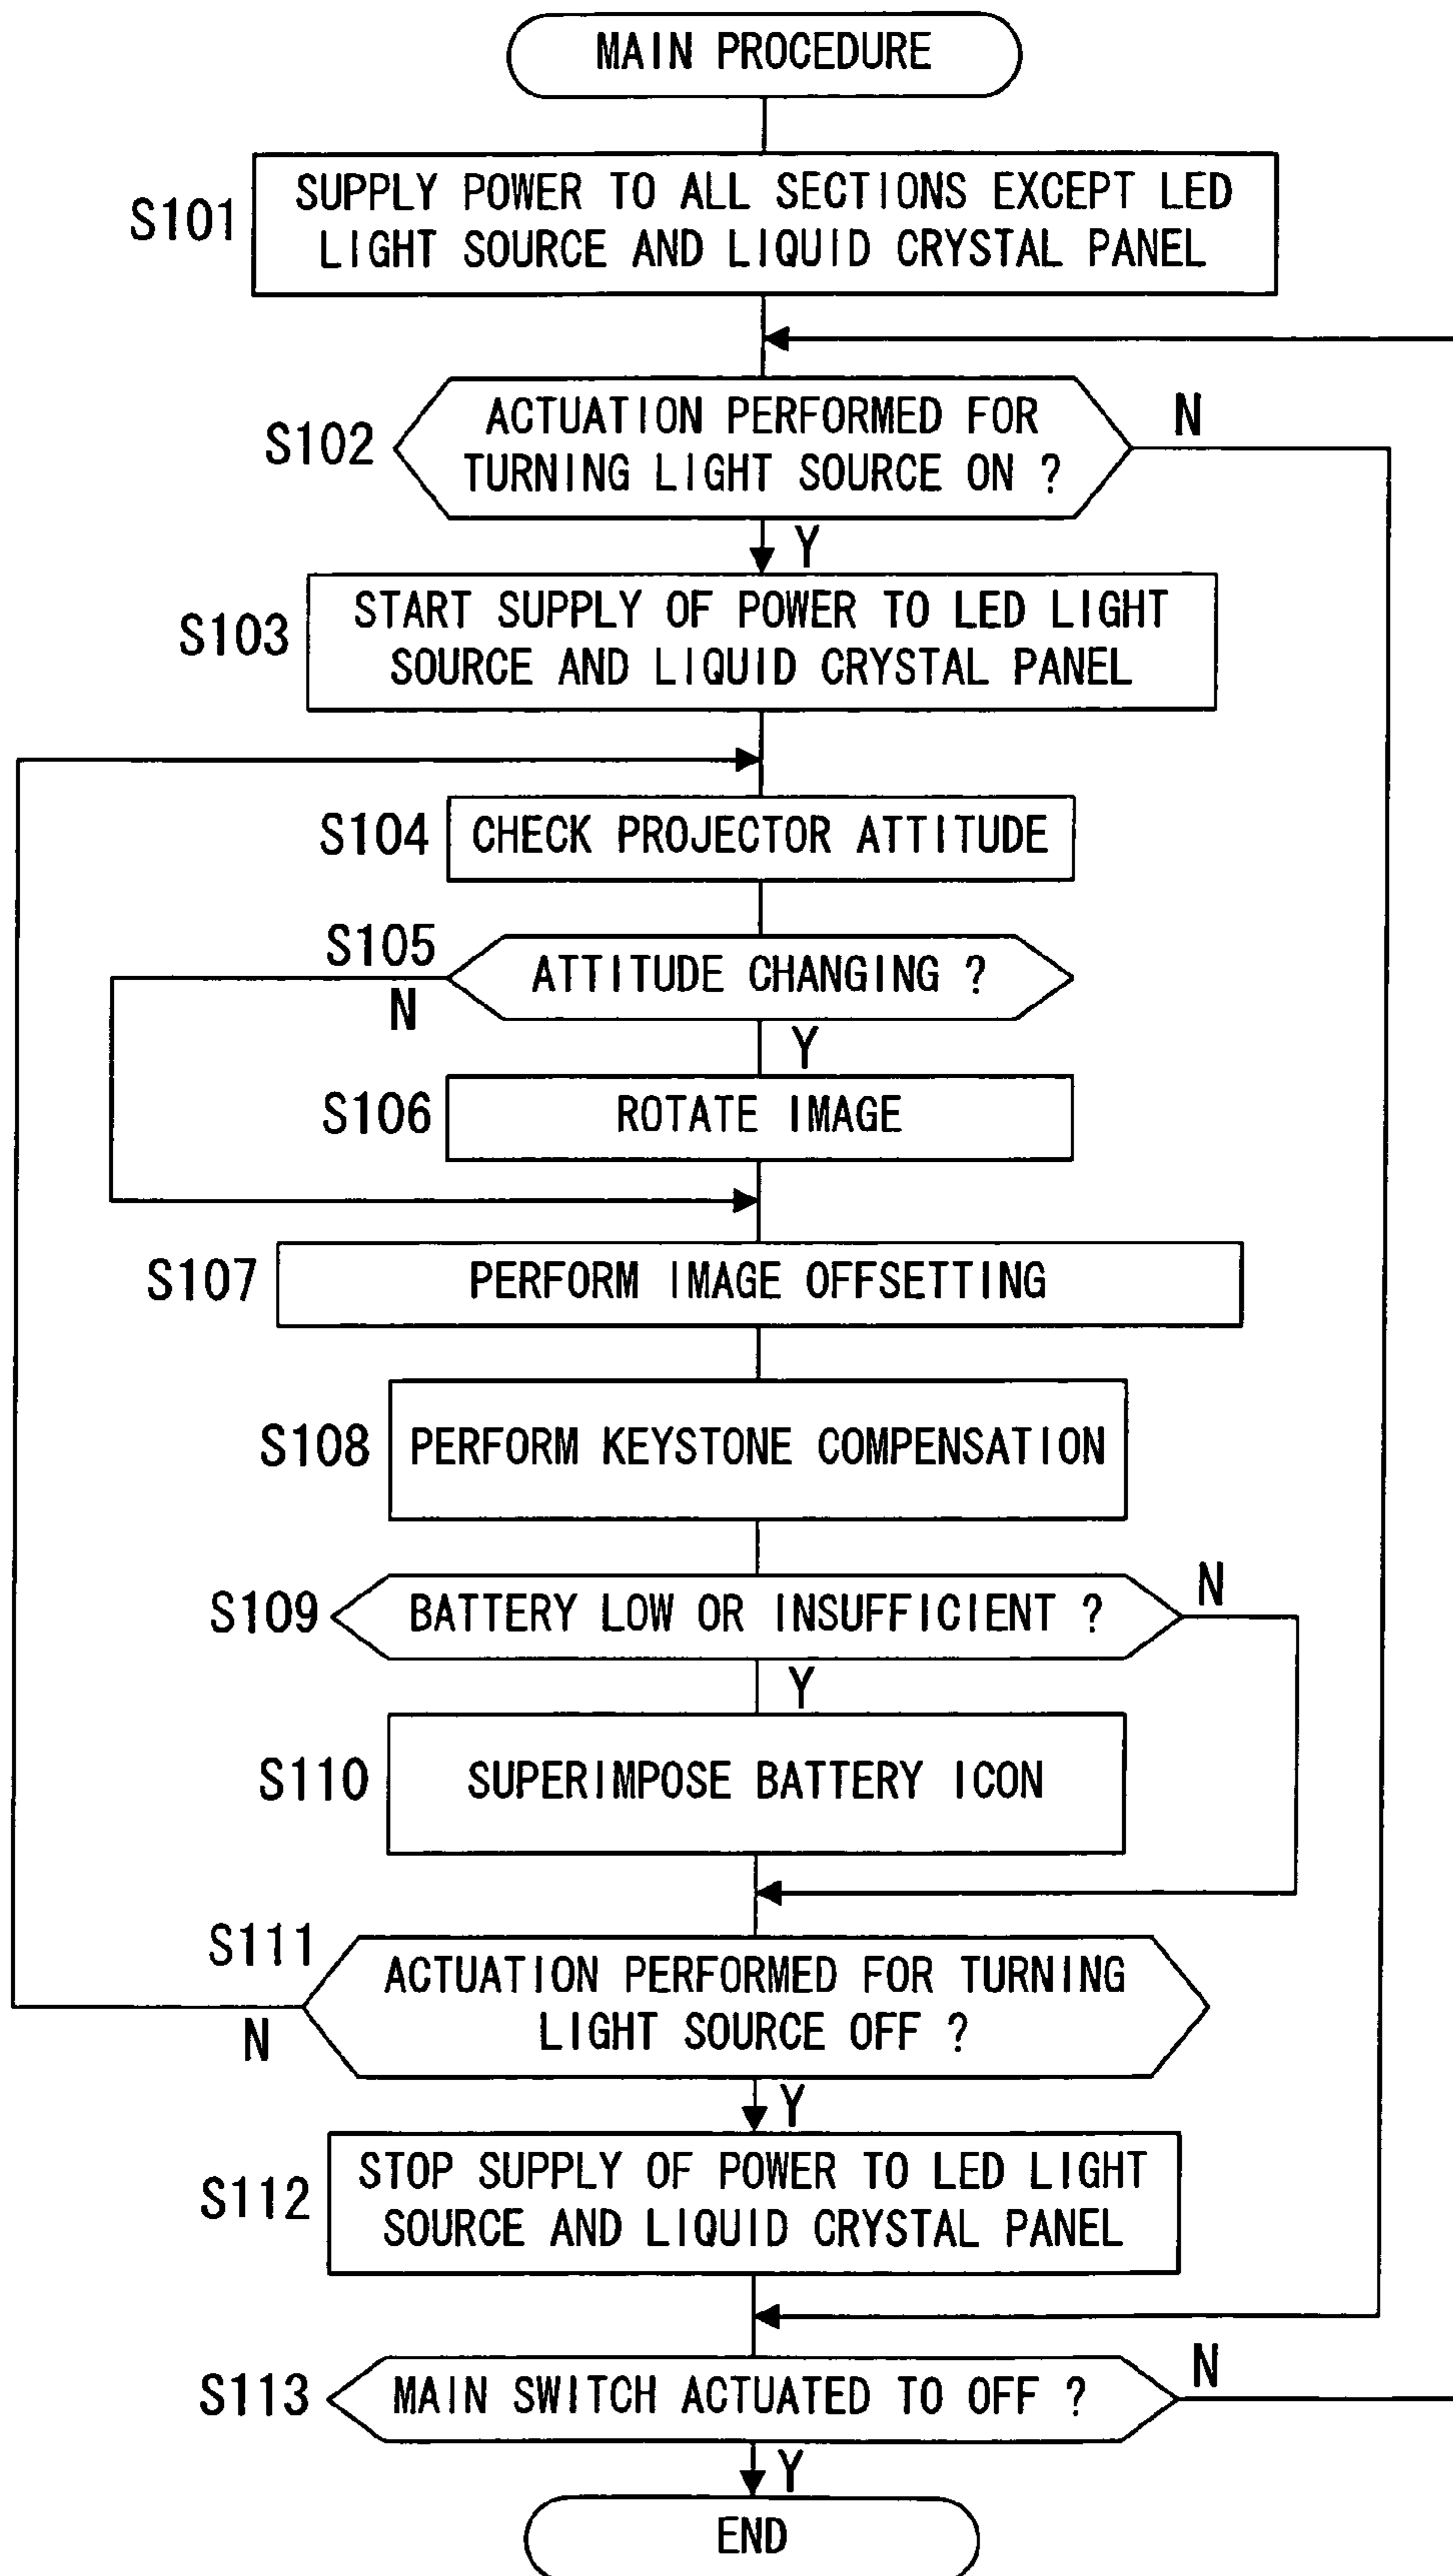 MAIN PROCEDURE
S101
SUPPLY POWER TO ALL SECTIONS EXCEPT LED
LIGHT SOURCE AND LIQUID CRYSTAL PANEL
S102
ACTUATION PERFORMED FOR
TURNING LIGHT SOURCE ON ?
N
Y
S103
START SUPPLY OF POWER TO LED LIGHT
SOURCE AND LIQUID CRYSTAL PANEL
S104
CHECK PROJECTOR ATTITUDE
S105
ATTITUDE CHANGING ?
N
Y
S106
ROTATE IMAGE
S107
PERFORM IMAGE OFFSETTING
S108
PERFORM KEYSTONE COMPENSATION
S109
BATTERY LOW OR INSUFFICIENT ?
N
Y
S110
SUPERIMPOSE BATTERY ICON
S111
ACTUATION PERFORMED FOR TURNING
LIGHT SOURCE OFF ?
N
Y
S112
STOP SUPPLY OF POWER TO LED LIGHT
SOURCE AND LIQUID CRYSTAL PANEL
S113
MAIN SWITCH ACTUATED TO OFF ?
N
Y
END